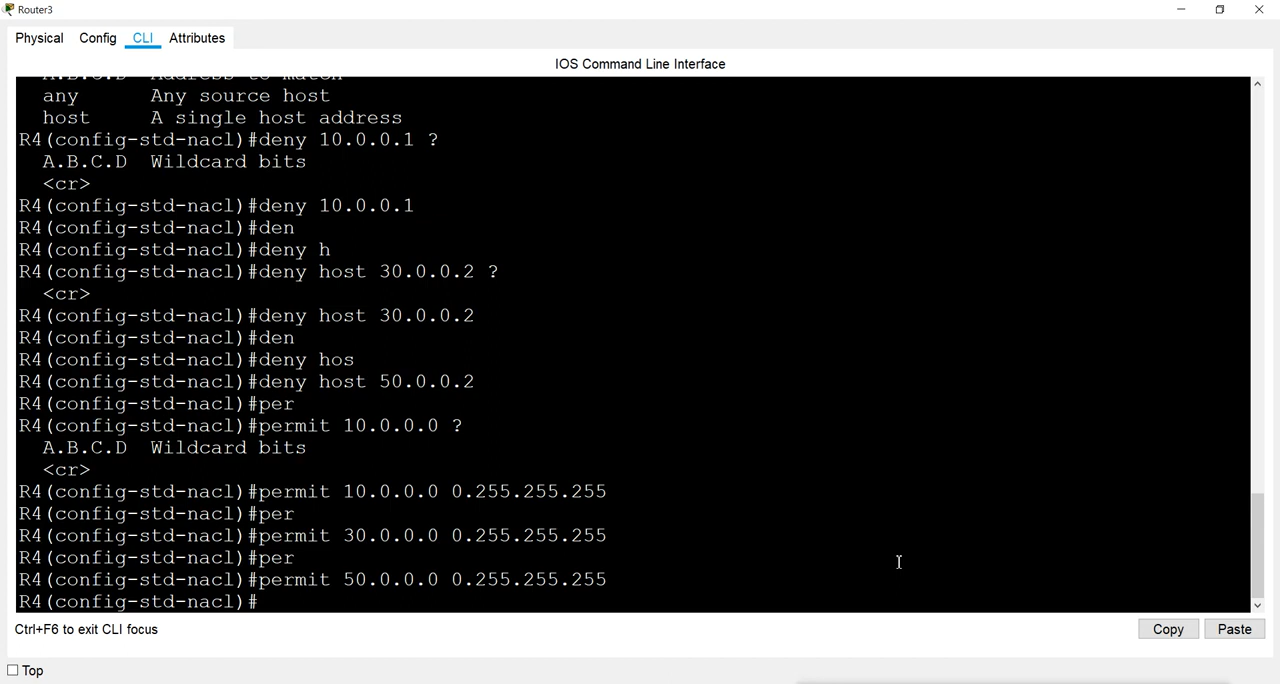 Router3
Physical Config CLI Attributes
IOS Command Line Interface
A.B.C.D Address to match
any Any source host
host A single host address
R4(config-std-nacl)#deny 10.0.0.1 ?
A.B.C.D Wildcard bits
<cr>
R4(config-std-nacl)#deny 10.0.0.1
R4(config-std-nacl)#den
R4(config-std-nacl)#deny h
R4(config-std-nacl)#deny host 30.0.0.2 ?
<cr>
R4(config-std-nacl)#deny host 30.0.0.2
R4(config-std-nacl)#den
R4(config-std-nacl)#deny hos
R4(config-std-nacl)#deny host 50.0.0.2
R4(config-std-nacl)#per
R4(config-std-nacl)#permit 10.0.0.0 ?
A.B.C.D Wildcard bits
<cr>
R4(config-std-nacl)#permit 10.0.0.0 0.255.255.255
R4(config-std-nacl)#per
R4(config-std-nacl)#permit 30.0.0.0 0.255.255.255
R4(config-std-nacl)#per
R4(config-std-nacl)#permit 50.0.0.0 0.255.255.255
R4(config-std-nacl)#
Ctrl+F6 to exit CLI focus
Copy Paste
Top